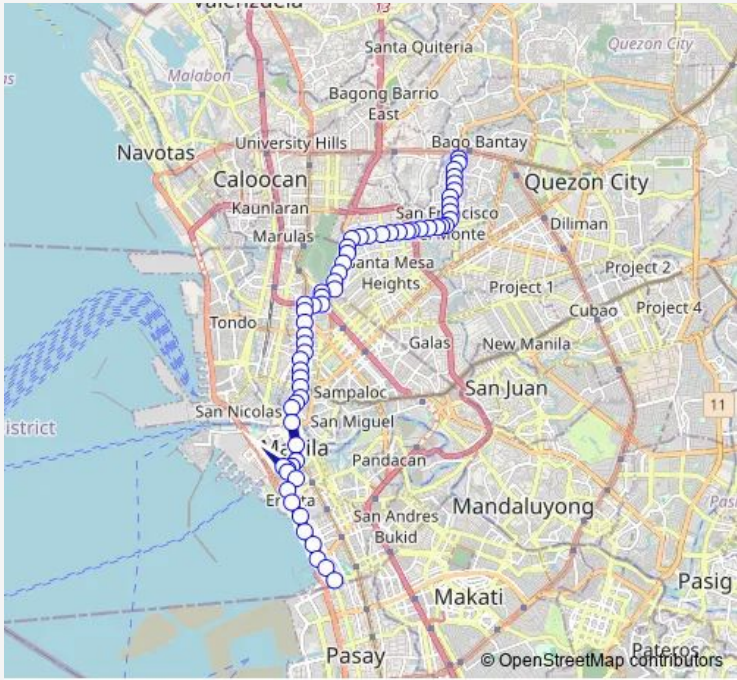 Valenzuela
13
Santa Quiteria
Quezon City
Malabon
Bagong Barrio
East
Navotas
University Hills
Bago Bantay
Caloocan
Quezon City
Kaunlaran
San Francisco
Marulas
Monte
Diliman
Santa Mesa
Heights
Project 2
Project 1
Tondo
Cubao
Project 4
Galas
New Manila
Sampaloc
San Juan
11
San Nicolas
San Miguel
istrict
Manila
Pandacan
Mandaluyong
San Andres
Bukid
Makati
Pasig
Pasay
Pateros
© OpenStreetMap contributors